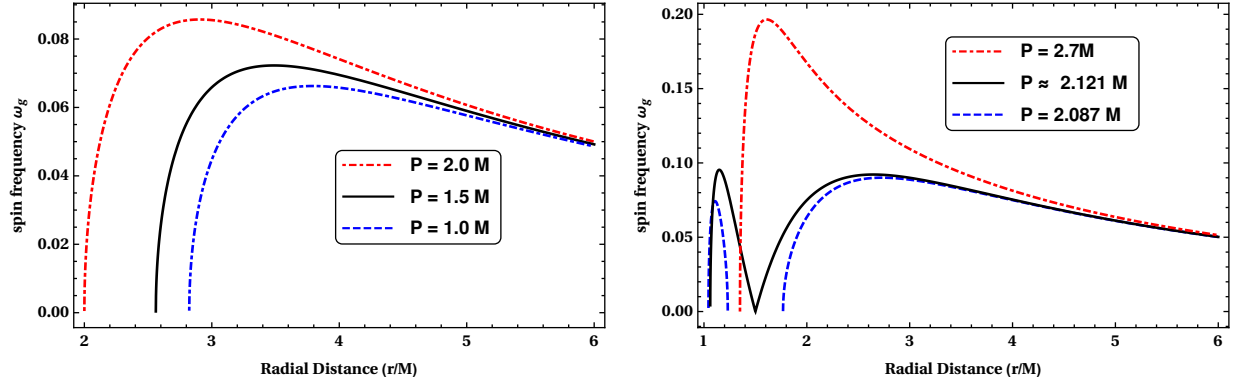 spin frequency ω_g
0.08
0.06
0.04
0.02
0.00
P = 2.0 M
P = 1.5 M
P = 1.0 M
2 3 4 5 6
Radial Distance (r/M)
spin frequency ω_g
0.20
0.15
0.10
0.05
0.00
P = 2.7M
P ≈ 2.121 M
P = 2.087 M
1 2 3 4 5 6
Radial Distance (r/M)